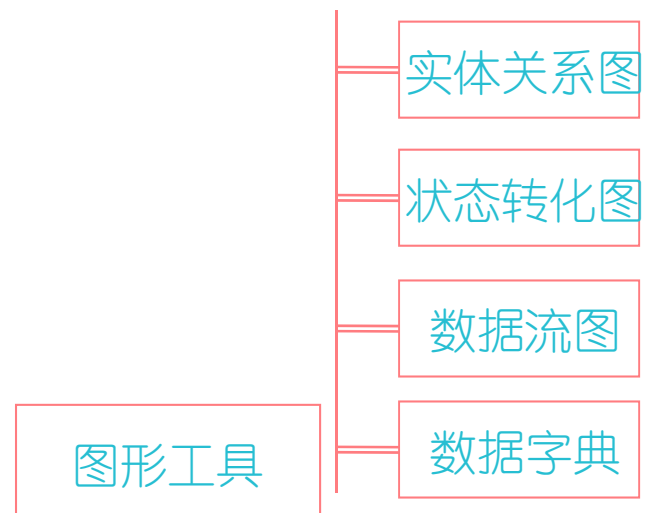 实体关系图
状态转化图
数据流图
数据字典
图形工具